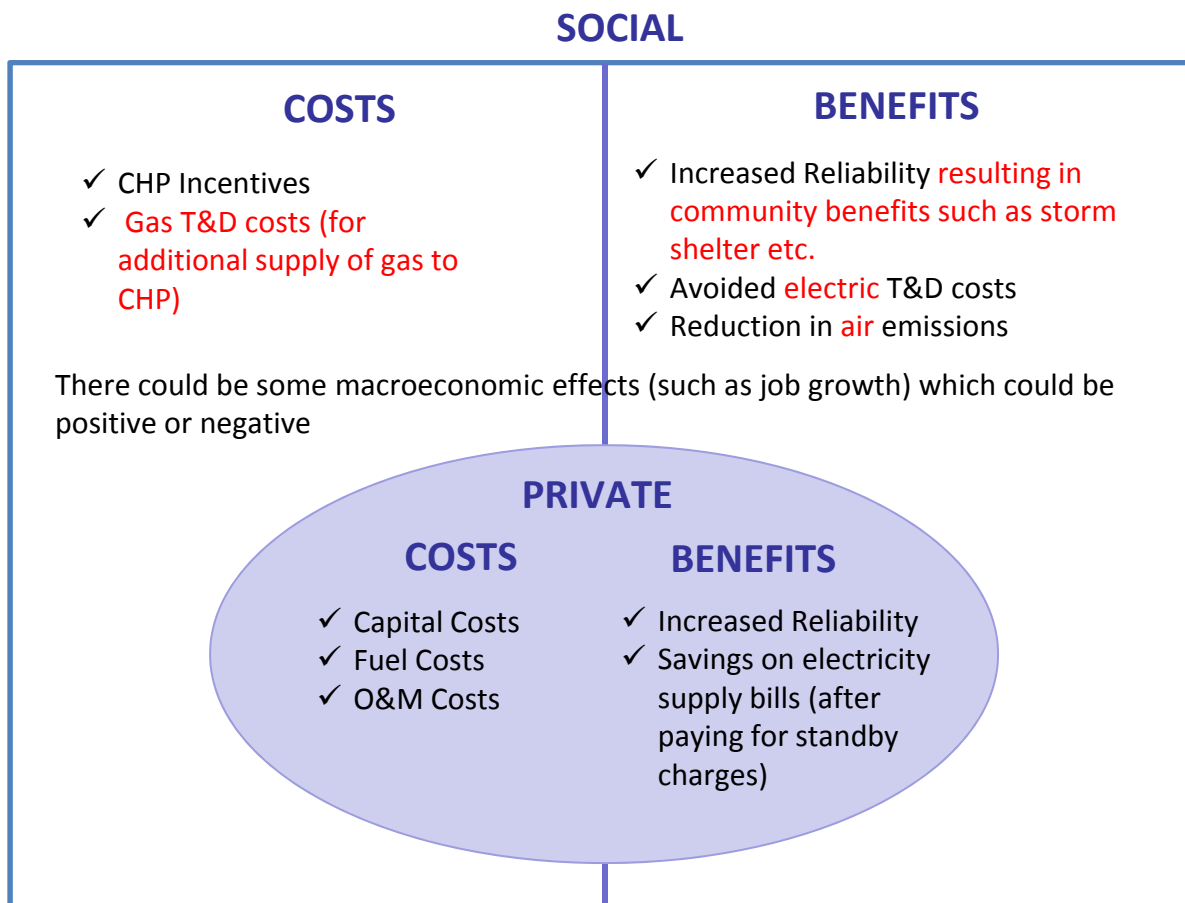 SOCIAL
COSTS
✓ CHP Incentives
✓ Gas T&D costs (for
additional supply of gas to
CHP)
BENEFITS
✓ Increased Reliability resulting in
community benefits such as storm
shelter etc.
✓ Avoided electric T&D costs
✓ Reduction in air emissions
There could be some macroeconomic effects (such as job growth) which could be
positive or negative
PRIVATE
COSTS
✓ Capital Costs
✓ Fuel Costs
✓ O&M Costs
BENEFITS
✓ Increased Reliability
✓ Savings on electricity
supply bills (after
paying for standby
charges)